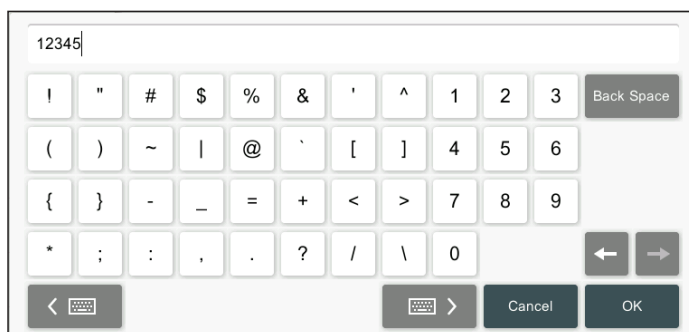 12345
! " # $ % & ' ^ 1 2 3 Back Space
( ) ~ | @ ` [ ] 4 5 6
{ } - _ = + < > 7 8 9
* ; : , . ? / \ 0 ← →
< > Cancel OK